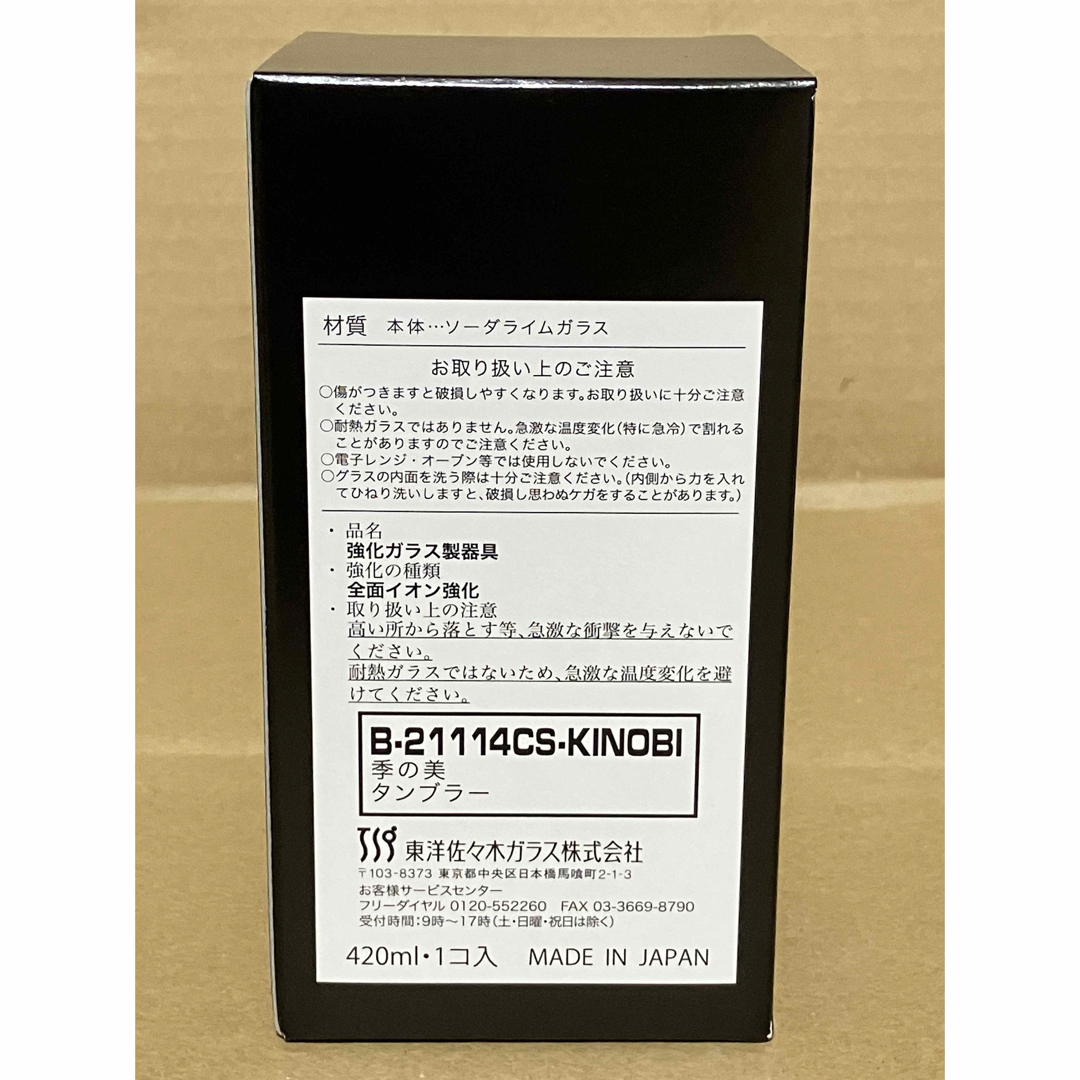 材質　本体…ソーダライムガラス
お取り扱い上のご注意
○傷がつきますと破損しやすくなります。お取り扱いに十分ご注意
ください。
○耐熱ガラスではありません。急激な温度変化（特に急冷）で割れる
ことがありますのでご注意ください。
○電子レンジ・オーブン等では使用しないでください。
○グラスの内面を洗う際は十分ご注意ください。（内側から力を入れ
てひねり洗いしますと、破損し思わぬケガをすることがあります。）
・品名
強化ガラス製器具
・強化の種類
全面イオン強化
・取り扱い上の注意
高い所から落とす等、急激な衝撃を与えないで
ください。
耐熱ガラスではないため、急激な温度変化を避
けてください。
B-21114CS-KINOBI
季の美
タンブラー
TSg 東洋佐々木ガラス株式会社
〒103-8373 東京都中央区日本橋馬喰町2-1-3
お客様サービスセンター
フリーダイヤル 0120-552260　FAX 03-3669-8790
受付時間：9時～17時（土・日曜・祝日は除く）
420ml・1コ入　MADE IN JAPAN